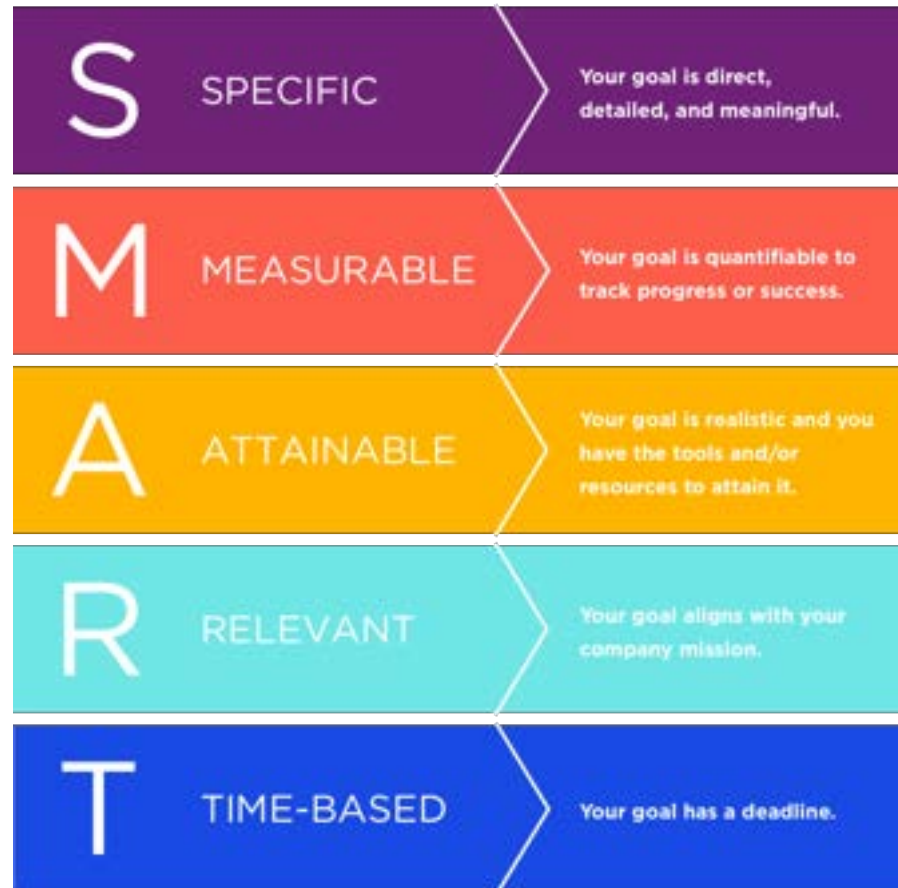 S SPECIFIC
Your goal is direct,
detailed, and meaningful.
M MEASURABLE
Your goal is quantifiable to
track progress or success.
A ATTAINABLE
Your goal is realistic and you
have the tools and/or
resources to attain it.
R RELEVANT
Your goal aligns with your
company mission.
T TIME-BASED
Your goal has a deadline.